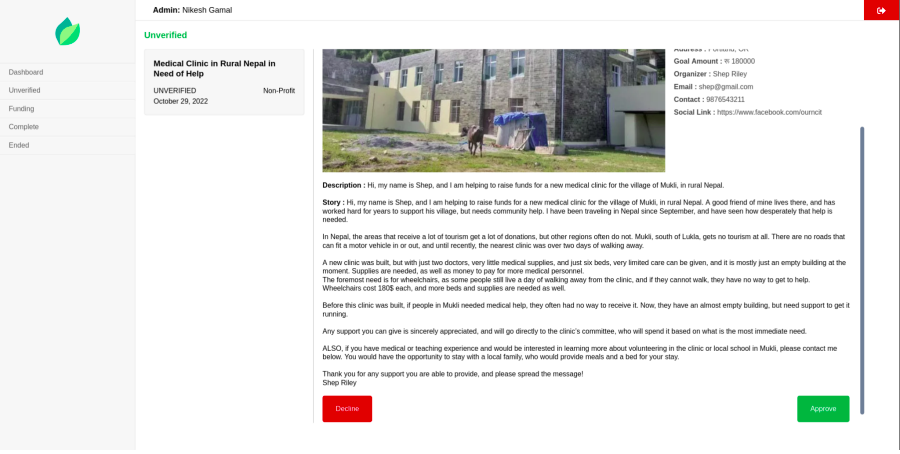 Admin: Nikesh Gamal
Dashboard
Unverified
Funding
Complete
Ended
Unverified
Medical Clinic in Rural Nepal in
Need of Help
UNVERIFIED Non-Profit
October 29, 2022
Address : Portland, OR
Goal Amount : रू 180000
Organizer : Shep Riley
Email : shep@gmail.com
Contact : 9876543211
Social Link : https://www.facebook.com/ourncit
Description : Hi, my name is Shep, and I am helping to raise funds for a new medical clinic for the village of Mukli, in rural Nepal.
Story : Hi, my name is Shep, and I am helping to raise funds for a new medical clinic for the village of Mukli, in rural Nepal. A good friend of mine lives there, and has
worked hard for years to support his village, but needs community help. I have been traveling in Nepal since September, and have seen how desperately that help is
needed.
In Nepal, the areas that receive a lot of tourism get a lot of donations, but other regions often do not. Mukli, south of Lukla, gets no tourism at all. There are no roads that
can fit a motor vehicle in or out, and until recently, the nearest clinic was over two days of walking away.
A new clinic was built, but with just two doctors, very little medical supplies, and just six beds, very limited care can be given, and it is mostly just an empty building at the
moment. Supplies are needed, as well as money to pay for more medical personnel.
The foremost need is for wheelchairs, as some people still live a day of walking away from the clinic, and if they cannot walk, they have no way to get to help.
Wheelchairs cost 180$ each, and more beds and supplies are needed as well.
Before this clinic was built, if people in Mukli needed medical help, they often had no way to receive it. Now, they have an almost empty building, but need support to get it
running.
Any support you can give is sincerely appreciated, and will go directly to the clinic's committee, who will spend it based on what is the most immediate need.
ALSO, if you have medical or teaching experience and would be interested in learning more about volunteering in the clinic or local school in Mukli, please contact me
below. You would have the opportunity to stay with a local family, who would provide meals and a bed for your stay.
Thank you for any support you are able to provide, and please spread the message!
Shep Riley
Decline
Approve